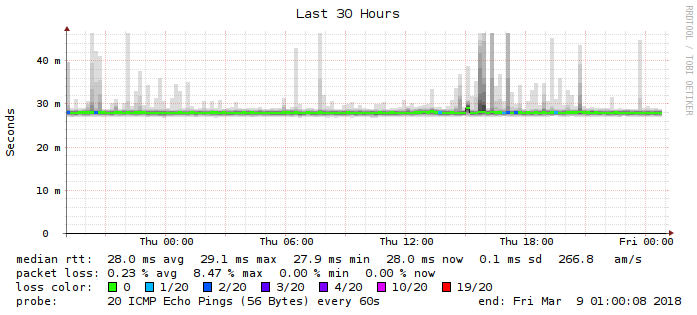 Last 30 Hours
RRDTOOL / TOBI OETIKER
Seconds
40 m
30 m
20 m
10 m
0
Thu 00:00 Thu 06:00 Thu 12:00 Thu 18:00 Fri 00:00
median rtt: 28.0 ms avg 29.1 ms max 27.9 ms min 28.0 ms now 0.1 ms sd 266.8 am/s
packet loss: 0.23 % avg 8.47 % max 0.00 % min 0.00 % now
loss color: 0 1/20 2/20 3/20 4/20 10/20 19/20
probe: 20 ICMP Echo Pings (56 Bytes) every 60s end: Fri Mar 9 01:00:08 2018